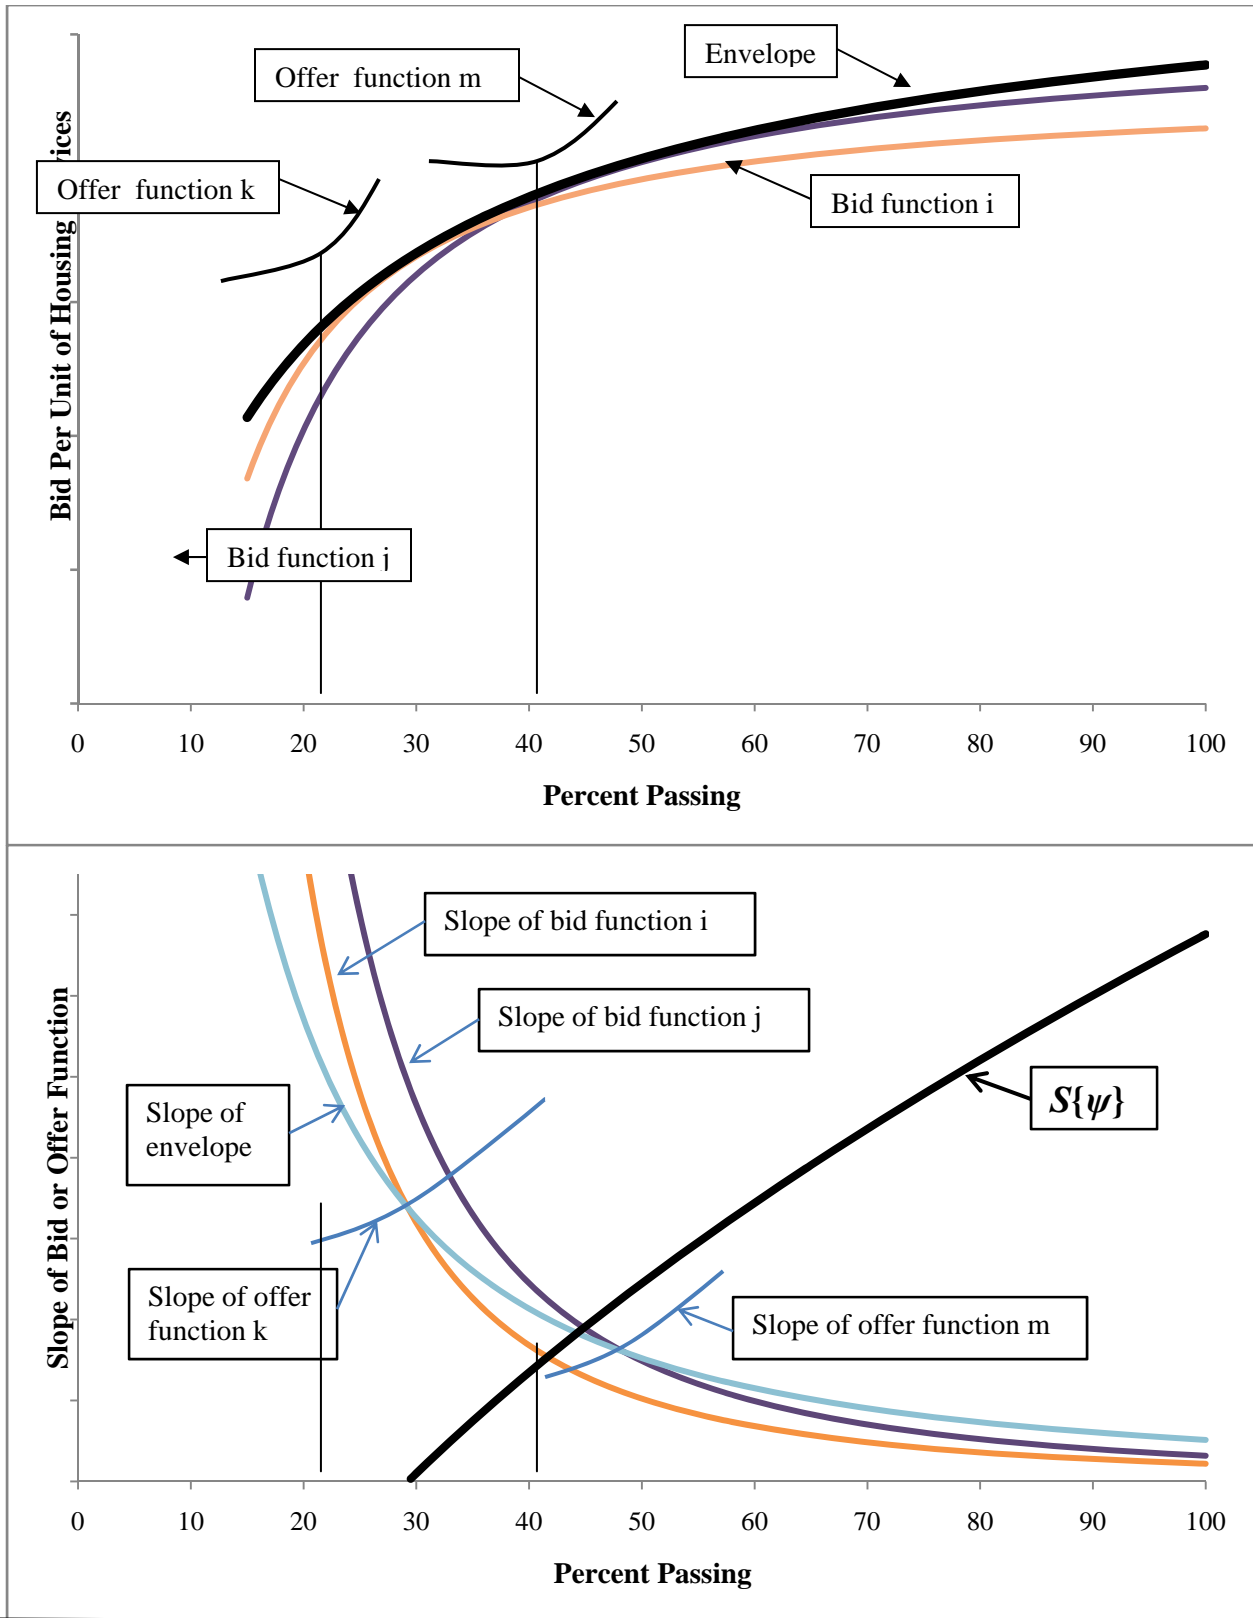 Envelope
Offer function m
Offer function k
Bid function i
Bid function j
Bid Per Unit of Housing vices
0 10 20 30 40 50 60 70 80 90 100
Percent Passing
Slope of bid function i
Slope of bid function j
S{ψ}
Slope of
envelope
Slope of offer
function k
Slope of offer function m
Slope of Bid or Offer Function
0 10 20 30 40 50 60 70 80 90 100
Percent Passing